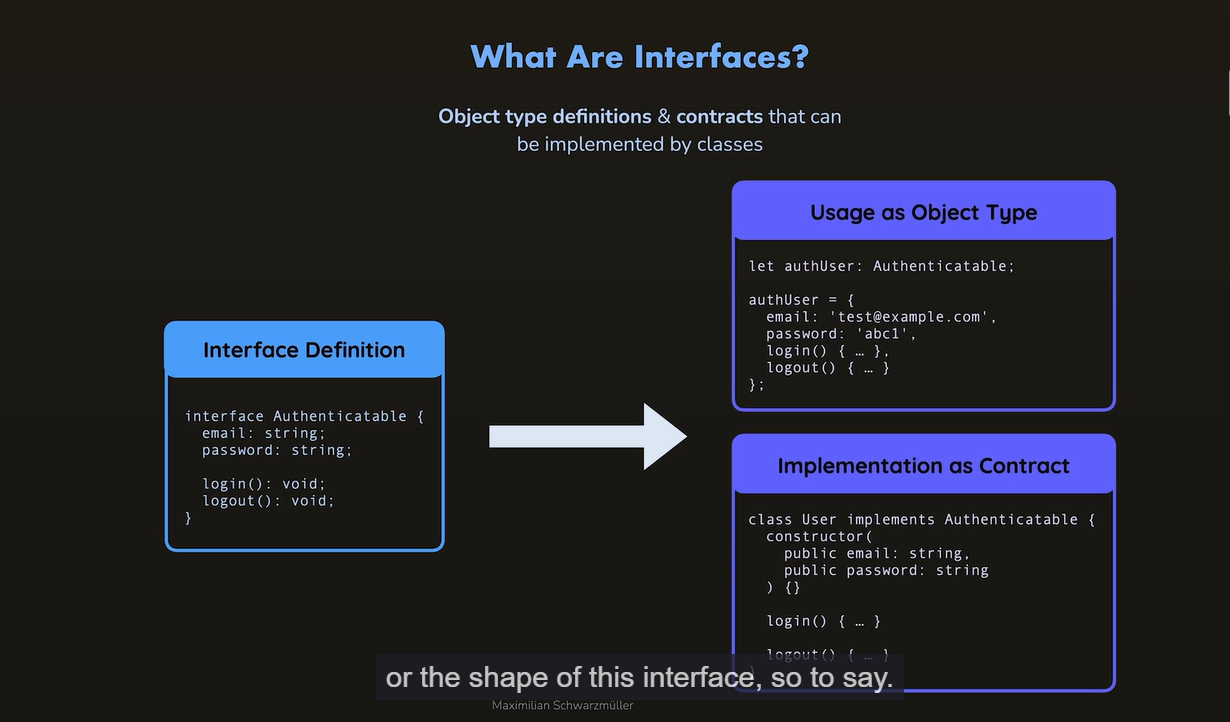 What Are Interfaces?
Object type definitions & contracts that can
be implemented by classes
Interface Definition
interface Authenticatable {
  email: string;
  password: string;
  login(): void;
  logout(): void;
}
Usage as Object Type
let authUser: Authenticatable;
authUser = {
  email: 'test@example.com',
  password: 'abc1',
  login() { … },
  logout() { … }
};
Implementation as Contract
class User implements Authenticatable {
  constructor(
    public email: string,
    public password: string
  ) {}
  login() { … }
  logout() { … }
}
or the shape of this interface, so to say.
Maximilian Schwarzmüller